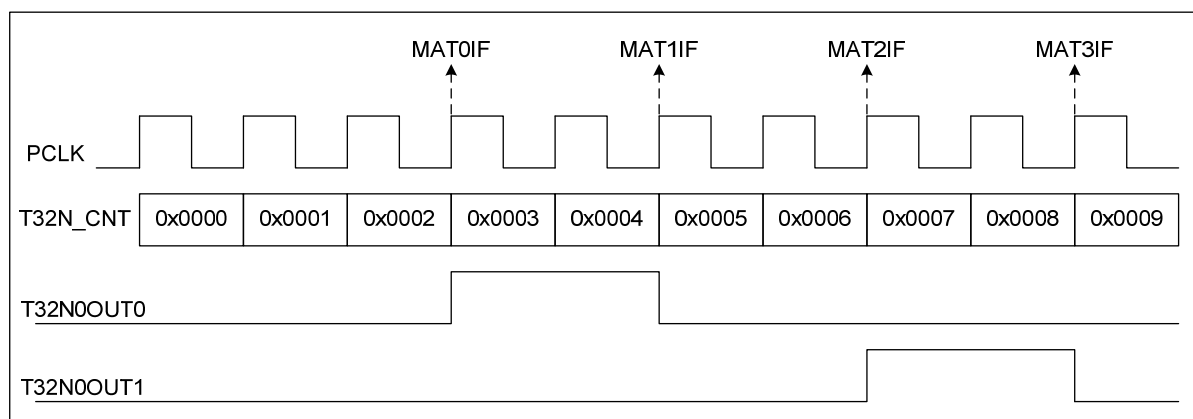 MAT0IF MAT1IF MAT2IF MAT3IF
PCLK
T32N_CNT 0x0000 0x0001 0x0002 0x0003 0x0004 0x0005 0x0006 0x0007 0x0008 0x0009
T32N0OUT0
T32N0OUT1